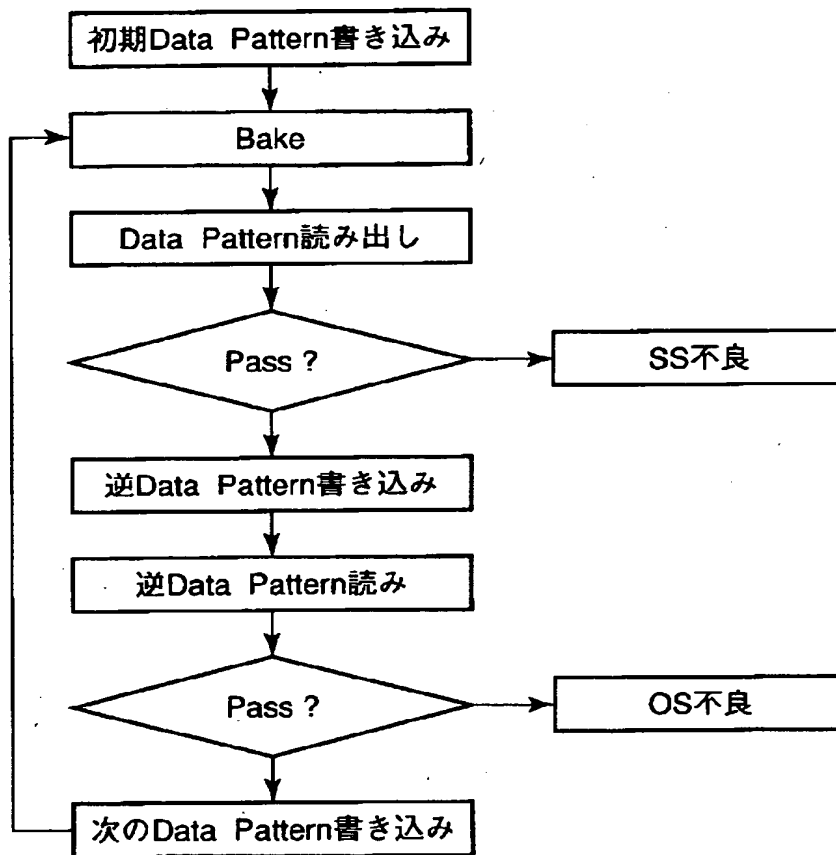 初期Data Pattern書き込み
Bake
Data Pattern読み出し
Pass ?
SS不良
逆Data Pattern書き込み
逆Data Pattern読み
Pass ?
OS不良
次のData Pattern書き込み